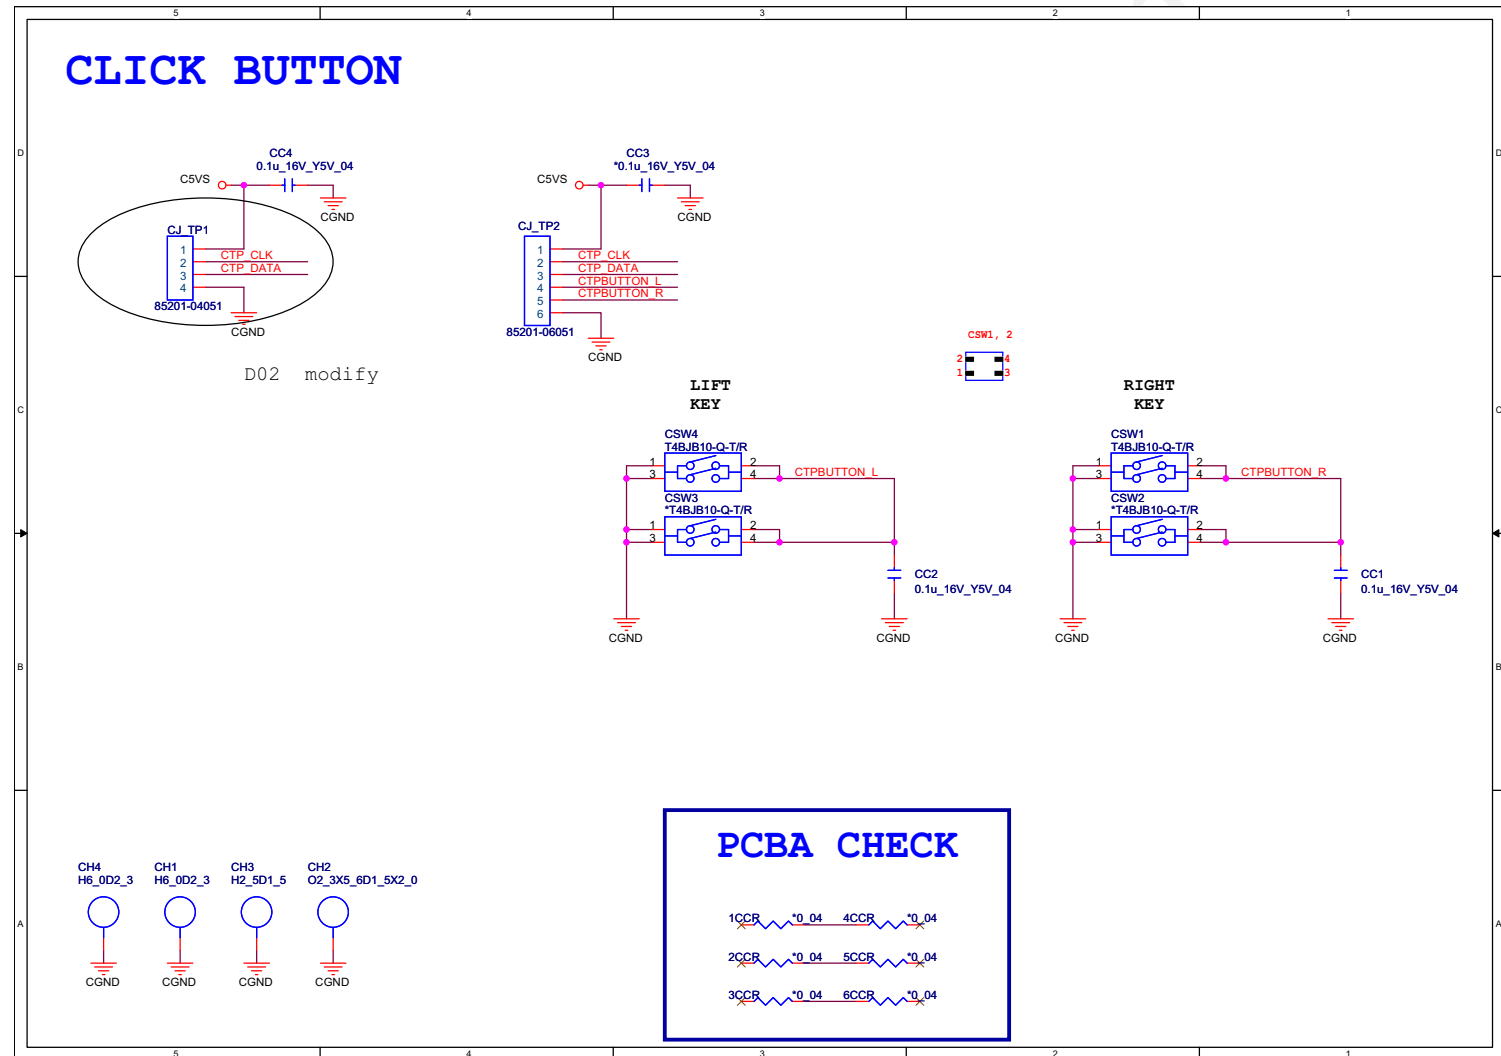 5 4 3 2 1
CLICK BUTTON
D D
CC4
0.1u_16V_Y5V_04
C5VS
CGND
CJ_TP1
1
2 CTP_CLK
3 CTP_DATA
4
85201-04051
CGND
D02 modify
CC3
*0.1u_16V_Y5V_04
C5VS
CGND
CJ_TP2
1
2 CTP_CLK
3 CTP_DATA
4 CTPBUTTON_L
5 CTPBUTTON_R
6
85201-06051
CGND
CSW1, 2
2 4
1 3
C C
LIFT
KEY
CSW4
T4BJB10-Q-T/R
1 2
3 4
CTPBUTTON_L
CSW3
*T4BJB10-Q-T/R
1 2
3 4
CC2
0.1u_16V_Y5V_04
CGND CGND
RIGHT
KEY
CSW1
T4BJB10-Q-T/R
1 2
3 4
CTPBUTTON_R
CSW2
*T4BJB10-Q-T/R
1 2
3 4
CC1
0.1u_16V_Y5V_04
CGND CGND
B B
PCBA CHECK
1CCR *0_04 4CCR *0_04
2CCR *0_04 5CCR *0_04
3CCR *0_04 6CCR *0_04
CH4
H6_0D2_3
CGND
CH1
H6_0D2_3
CGND
CH3
H2_5D1_5
CGND
CH2
O2_3X5_6D1_5X2_0
CGND
A A
5 4 3 2 1